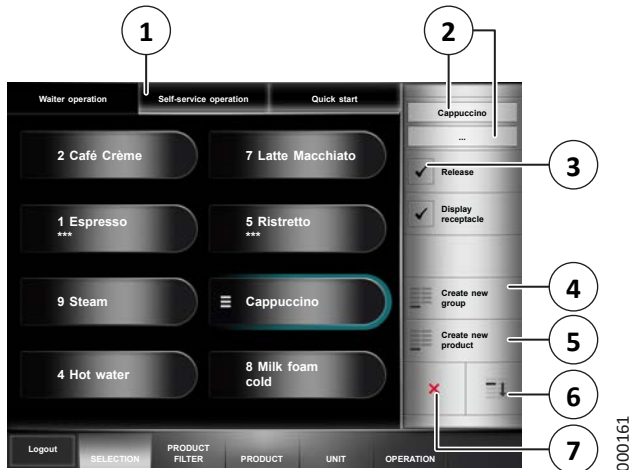 1
2
Waiter operation
Self-service operation
Quick start
Cappuccino
...
2 Café Crème
7 Latte Macchiato
3
Release
1 Espresso
***
5 Ristretto
***
Display
receptacle
9 Steam
Cappuccino
Create new
group
4
Create new
product
5
4 Hot water
8 Milk foam
cold
6
Logout
SELECTION
PRODUCT
FILTER
PRODUCT
UNIT
OPERATION
7
000161